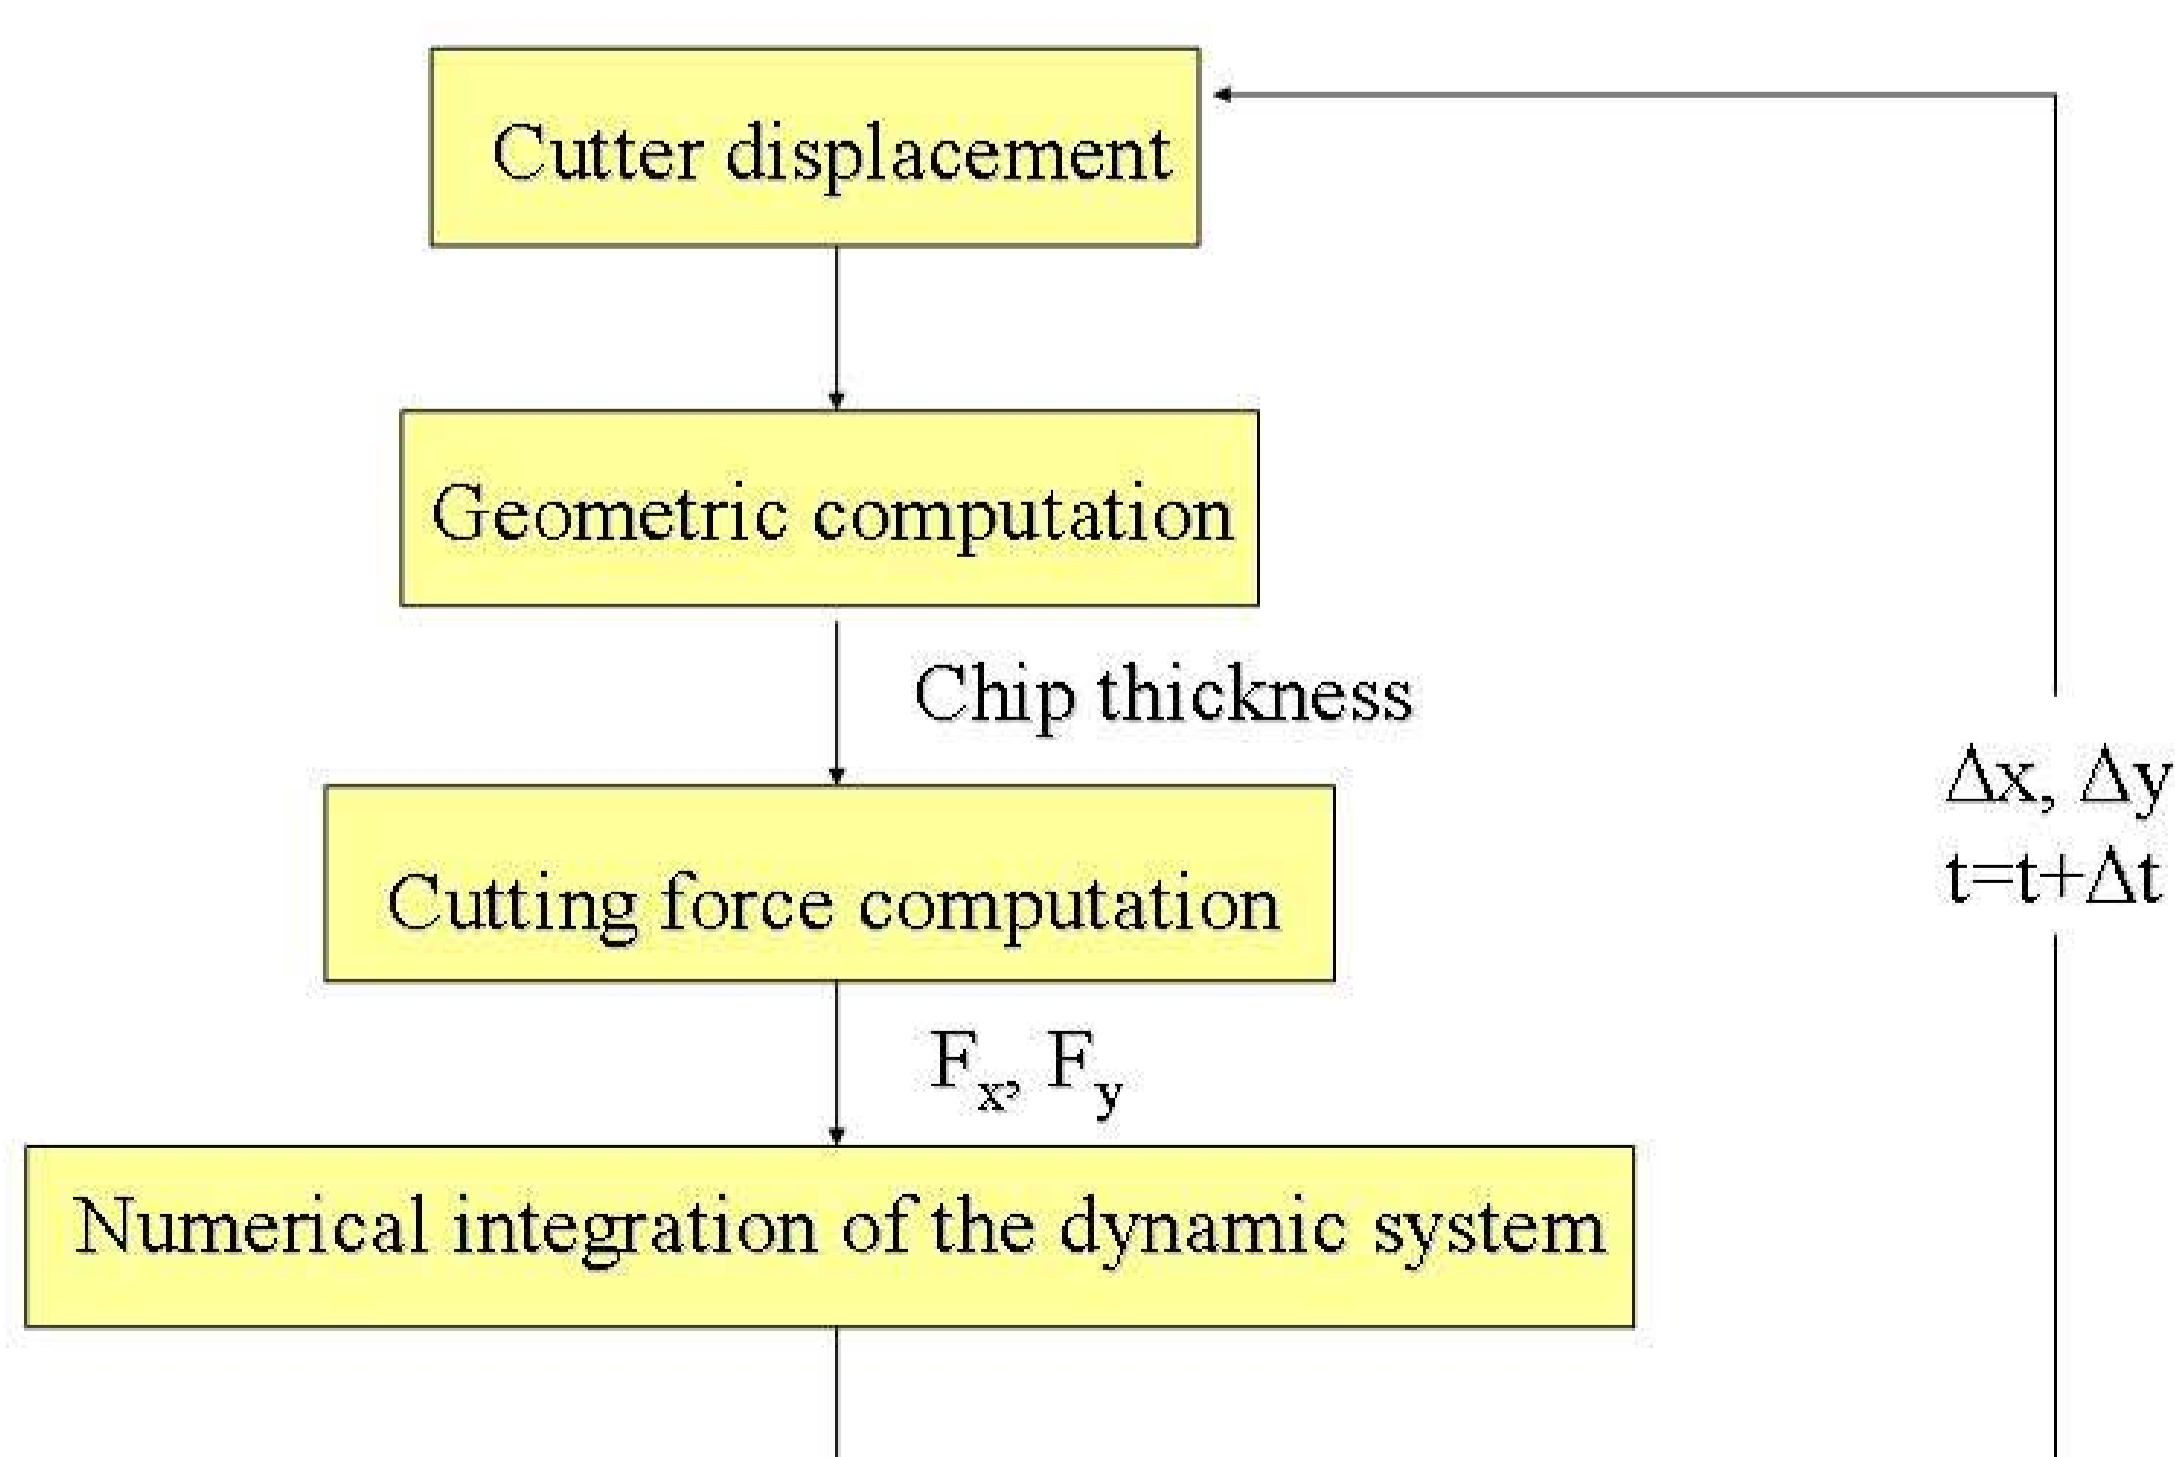 Cutter displacement
Geometric computation
Chip thickness
Δx, Δy
t=t+Δt
Cutting force computation
Fx, Fy
Numerical integration of the dynamic system